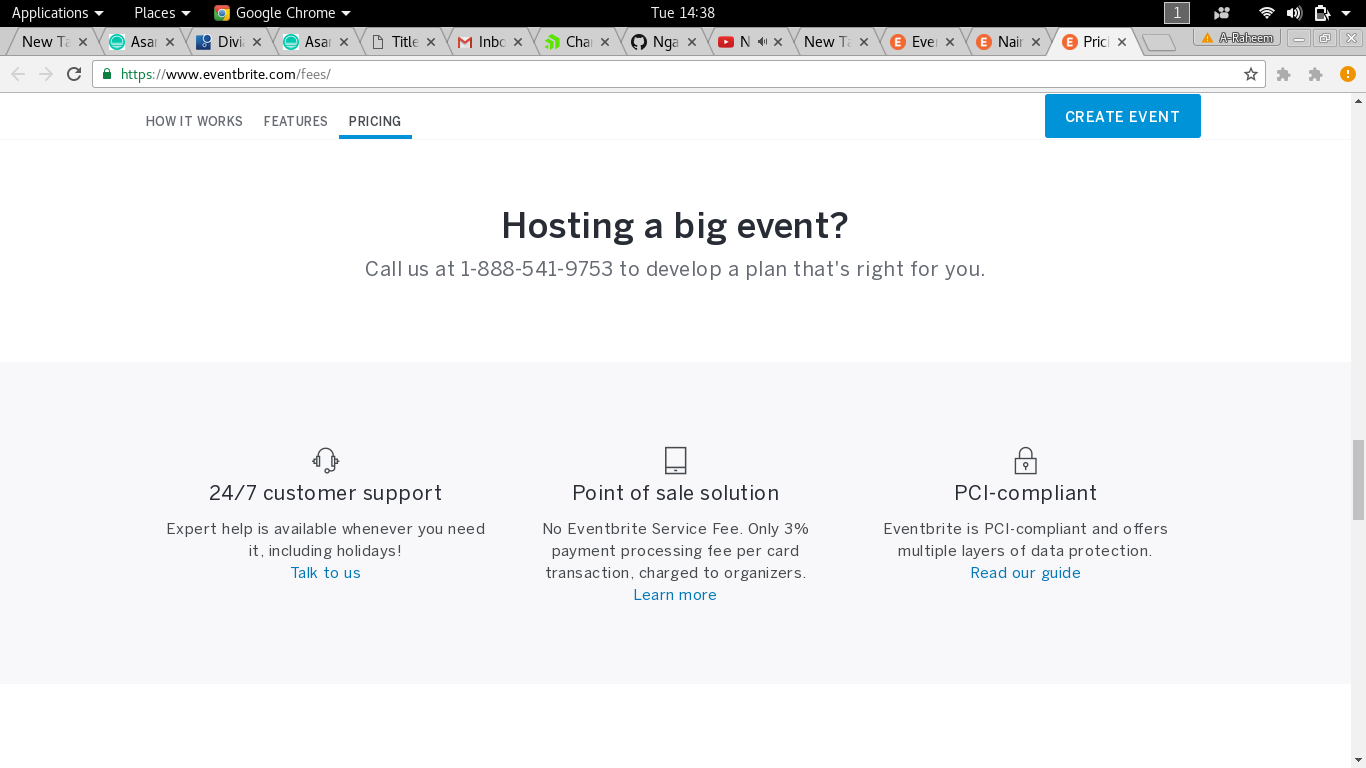 Applications Places Google Chrome Tue 14:38 1
New Ta Asan Divi Asan Title Inbo Cha Nga N New Ta Eve Nair Prici A-Raheem
https://www.eventbrite.com/fees/
HOW IT WORKS FEATURES PRICING CREATE EVENT
Hosting a big event?
Call us at 1-888-541-9753 to develop a plan that's right for you.
24/7 customer support
Expert help is available whenever you need
it, including holidays!
Talk to us
Point of sale solution
No Eventbrite Service Fee. Only 3%
payment processing fee per card
transaction, charged to organizers.
Learn more
PCI-compliant
Eventbrite is PCI-compliant and offers
multiple layers of data protection.
Read our guide